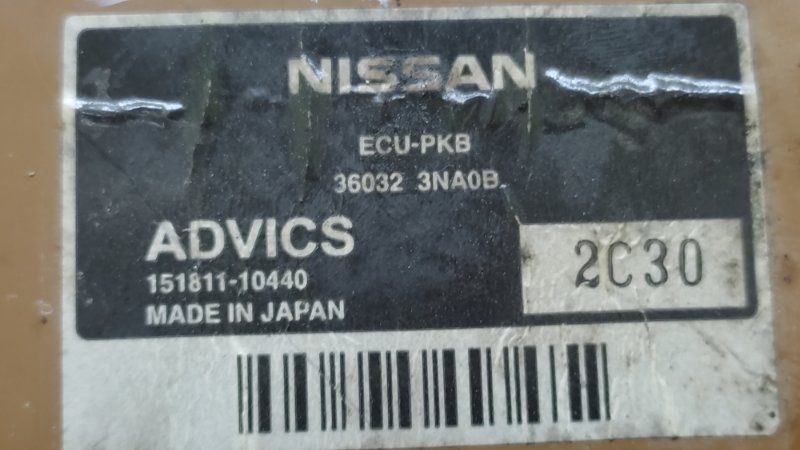 NISSAN
ECU-PKB
36032 3NA0B
ADVICS
151811-10440
2C30
MADE IN JAPAN